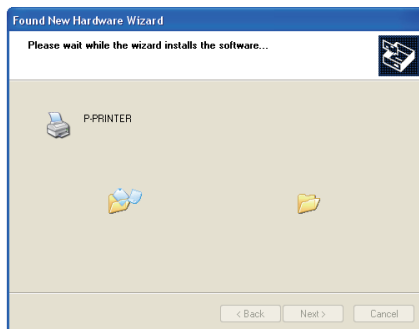 Found New Hardware Wizard
Please wait while the wizard installs the software...
P-PRINTER
< Back
Next >
Cancel